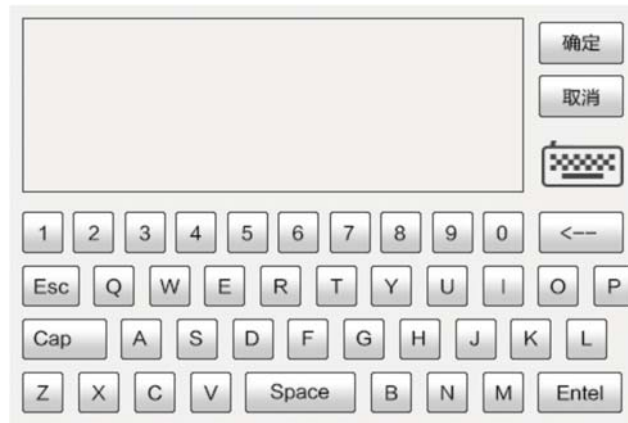 确定
取消
1 2 3 4 5 6 7 8 9 0 <--
Esc Q W E R T Y U I O P
Cap A S D F G H J K L
Z X C V Space B N M Entel